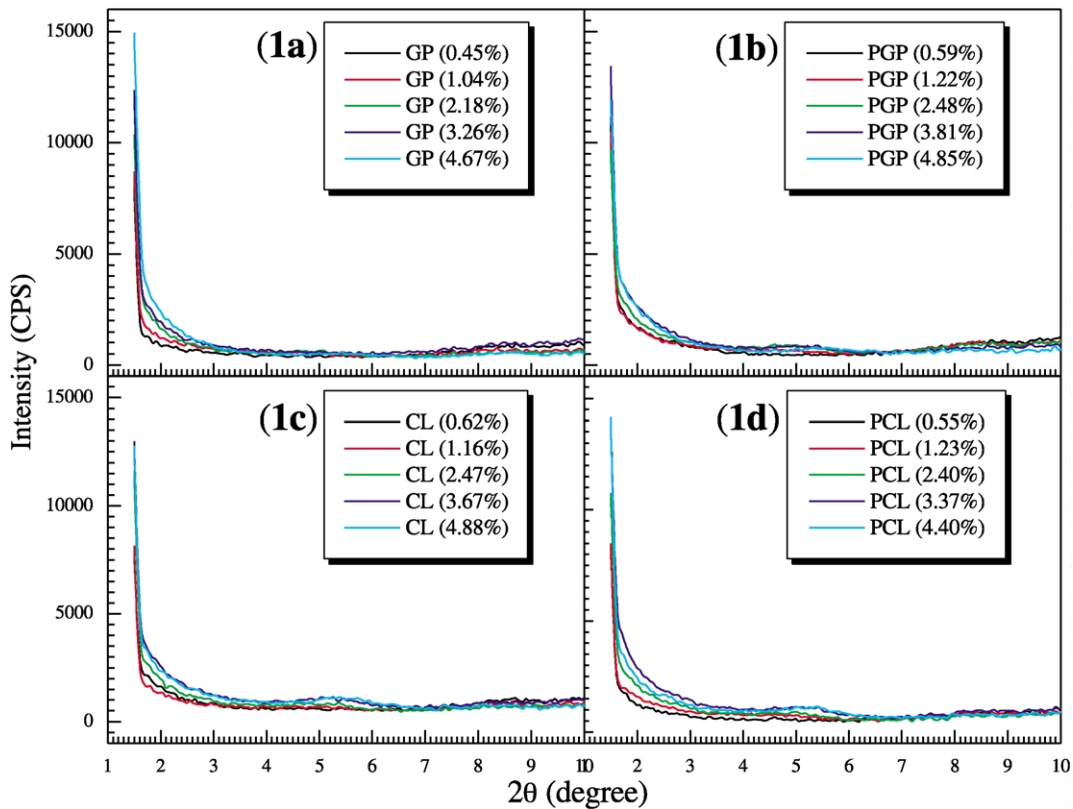 15000
10000
5000
0
(1a)
GP (0.45%)
GP (1.04%)
GP (2.18%)
GP (3.26%)
GP (4.67%)
(1b)
PGP (0.59%)
PGP (1.22%)
PGP (2.48%)
PGP (3.81%)
PGP (4.85%)
Intensity (CPS)
15000
10000
5000
0
(1c)
CL (0.62%)
CL (1.16%)
CL (2.47%)
CL (3.67%)
CL (4.88%)
(1d)
PCL (0.55%)
PCL (1.23%)
PCL (2.40%)
PCL (3.37%)
PCL (4.40%)
1 2 3 4 5 6 7 8 9 10 2 3 4 5 6 7 8 9 10
2θ (degree)